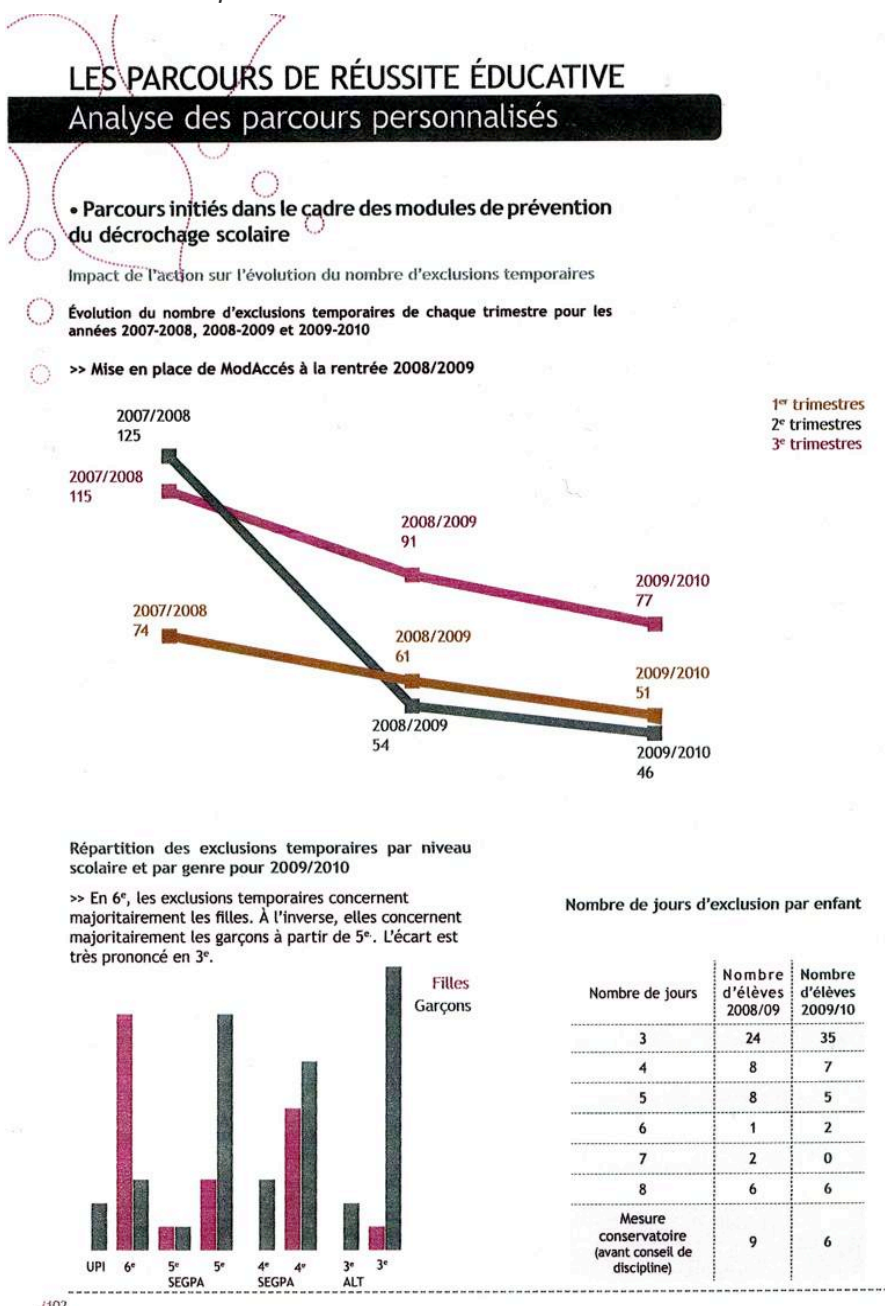 LES PARCOURS DE RÉUSSITE ÉDUCATIVE
Analyse des parcours personnalisés
• Parcours initiés dans le cadre des modules de prévention
du décrochage scolaire
Impact de l'action sur l'évolution du nombre d'exclusions temporaires
Évolution du nombre d'exclusions temporaires de chaque trimestre pour les
années 2007-2008, 2008-2009 et 2009-2010
>> Mise en place de ModAccés à la rentrée 2008/2009
1er trimestres
2e trimestres
3e trimestres
2007/2008
125
2007/2008
115
2008/2009
91
2009/2010
77
2007/2008
74
2008/2009
61
2009/2010
51
2008/2009
54
2009/2010
46
Répartition des exclusions temporaires par niveau
scolaire et par genre pour 2009/2010
>> En 6e, les exclusions temporaires concernent
majoritairement les filles. À l'inverse, elles concernent
majoritairement les garçons à partir de 5e. L'écart est
très prononcé en 3e.
Filles
Garçons
UPI 6e 5e 5e 4e 4e 3e 3e
SEGPA SEGPA ALT
Nombre de jours d'exclusion par enfant
Nombre de jours Nombre d'élèves 2008/09 Nombre d'élèves 2009/10
3 24 35
4 8 7
5 8 5
6 1 2
7 2 0
8 6 6
Mesure
conservatoire
(avant conseil de
discipline)
9 6